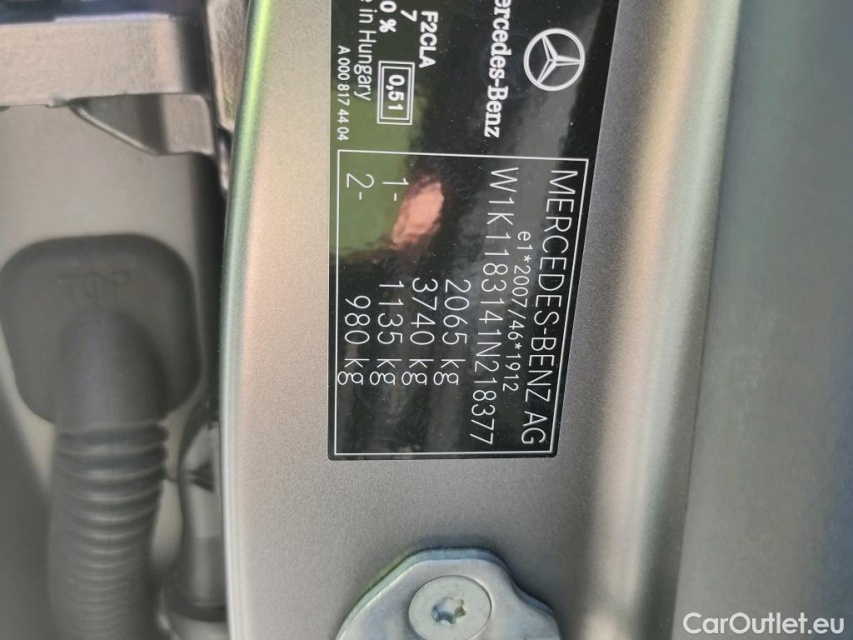 Mercedes-Benz
F2CLA
7
0 %
0,51
in Hungary
A 000 817 44 04
MERCEDES-BENZ AG
e1*2007/46*1912
W1K1183141N218377
2065 kg
3740 kg
1- 1135 kg
2- 980 kg
TOP
CarOutlet.eu